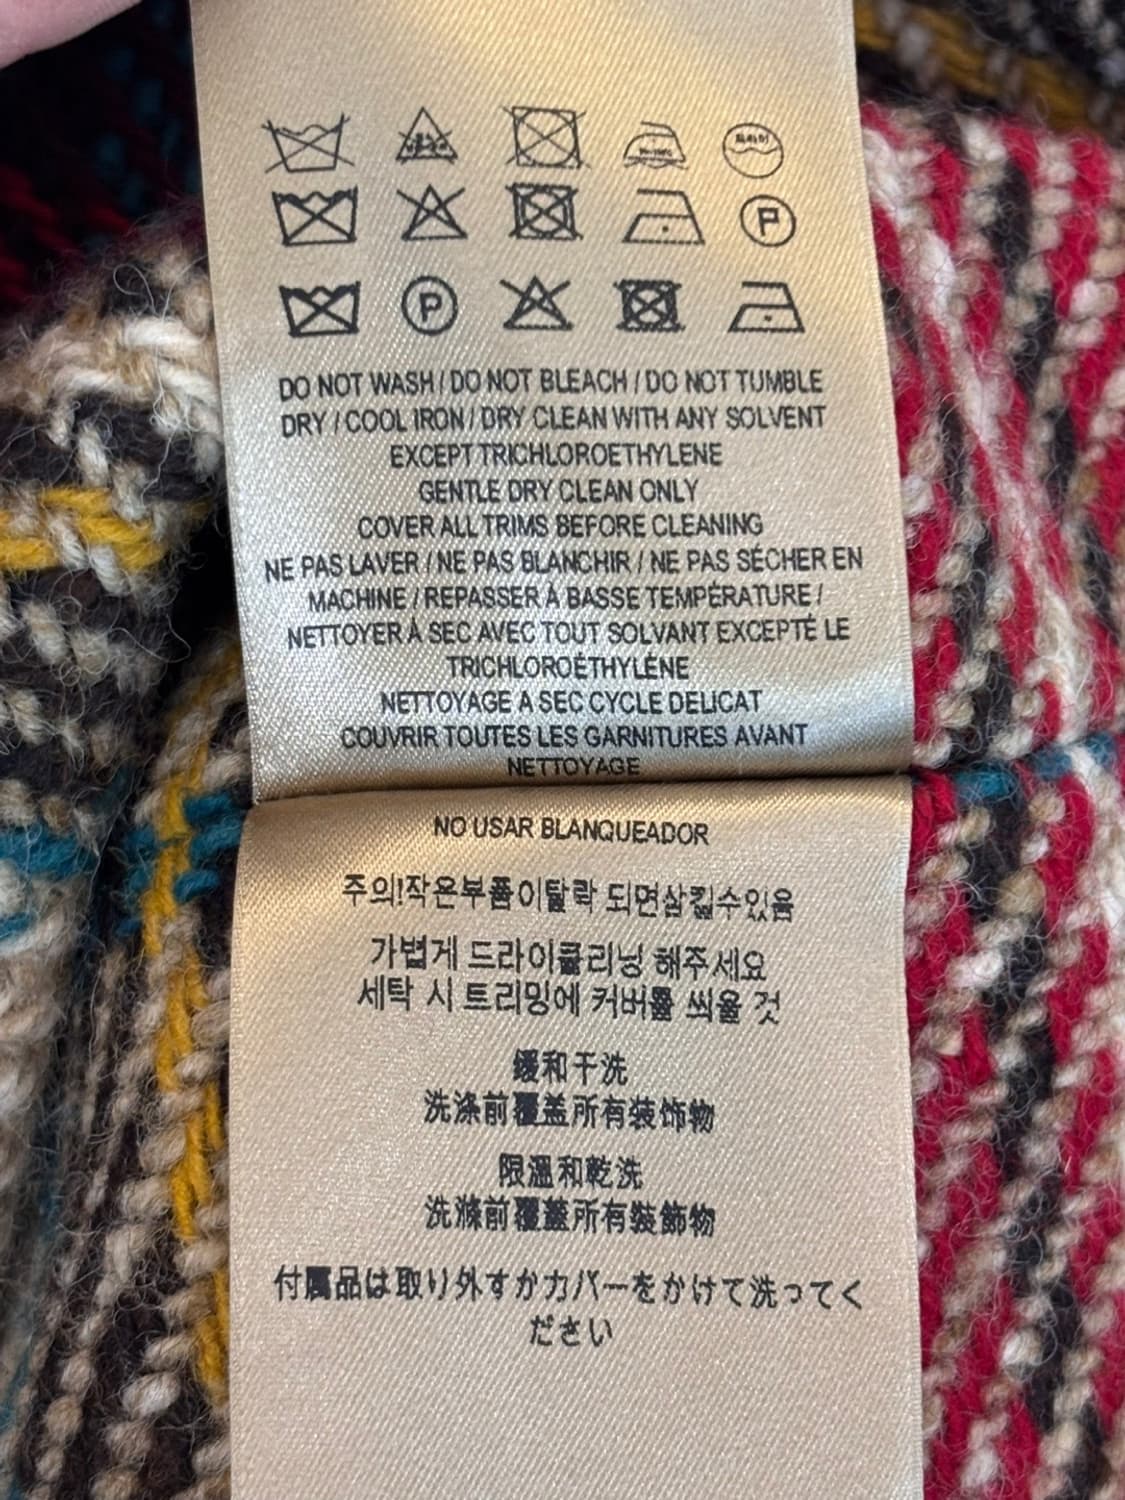 P
P
DO NOT WASH / DO NOT BLEACH / DO NOT TUMBLE
DRY / COOL IRON / DRY CLEAN WITH ANY SOLVENT
EXCEPT TRICHLOROETHYLENE
GENTLE DRY CLEAN ONLY
COVER ALL TRIMS BEFORE CLEANING
NE PAS LAVER / NE PAS BLANCHIR / NE PAS SÉCHER EN
MACHINE / REPASSER À BASSE TEMPÉRATURE /
NETTOYER À SEC AVEC TOUT SOLVANT EXCEPTÉ LE
TRICHLOROÉTHYLÈNE
NETTOYAGE A SEC CYCLE DELICAT
COUVRIR TOUTES LES GARNITURES AVANT
NETTOYAGE
NO USAR BLANQUEADOR
주의!작은부품이탈락 되면삼킬수있음
가볍게 드라이클리닝 해주세요
세탁 시 트리밍에 커버를 씌울 것
缓和干洗
洗涤前覆盖所有装饰物
限溫和乾洗
洗滌前覆蓋所有裝飾物
付属品は取り外すかカバーをかけて洗ってく
ださい